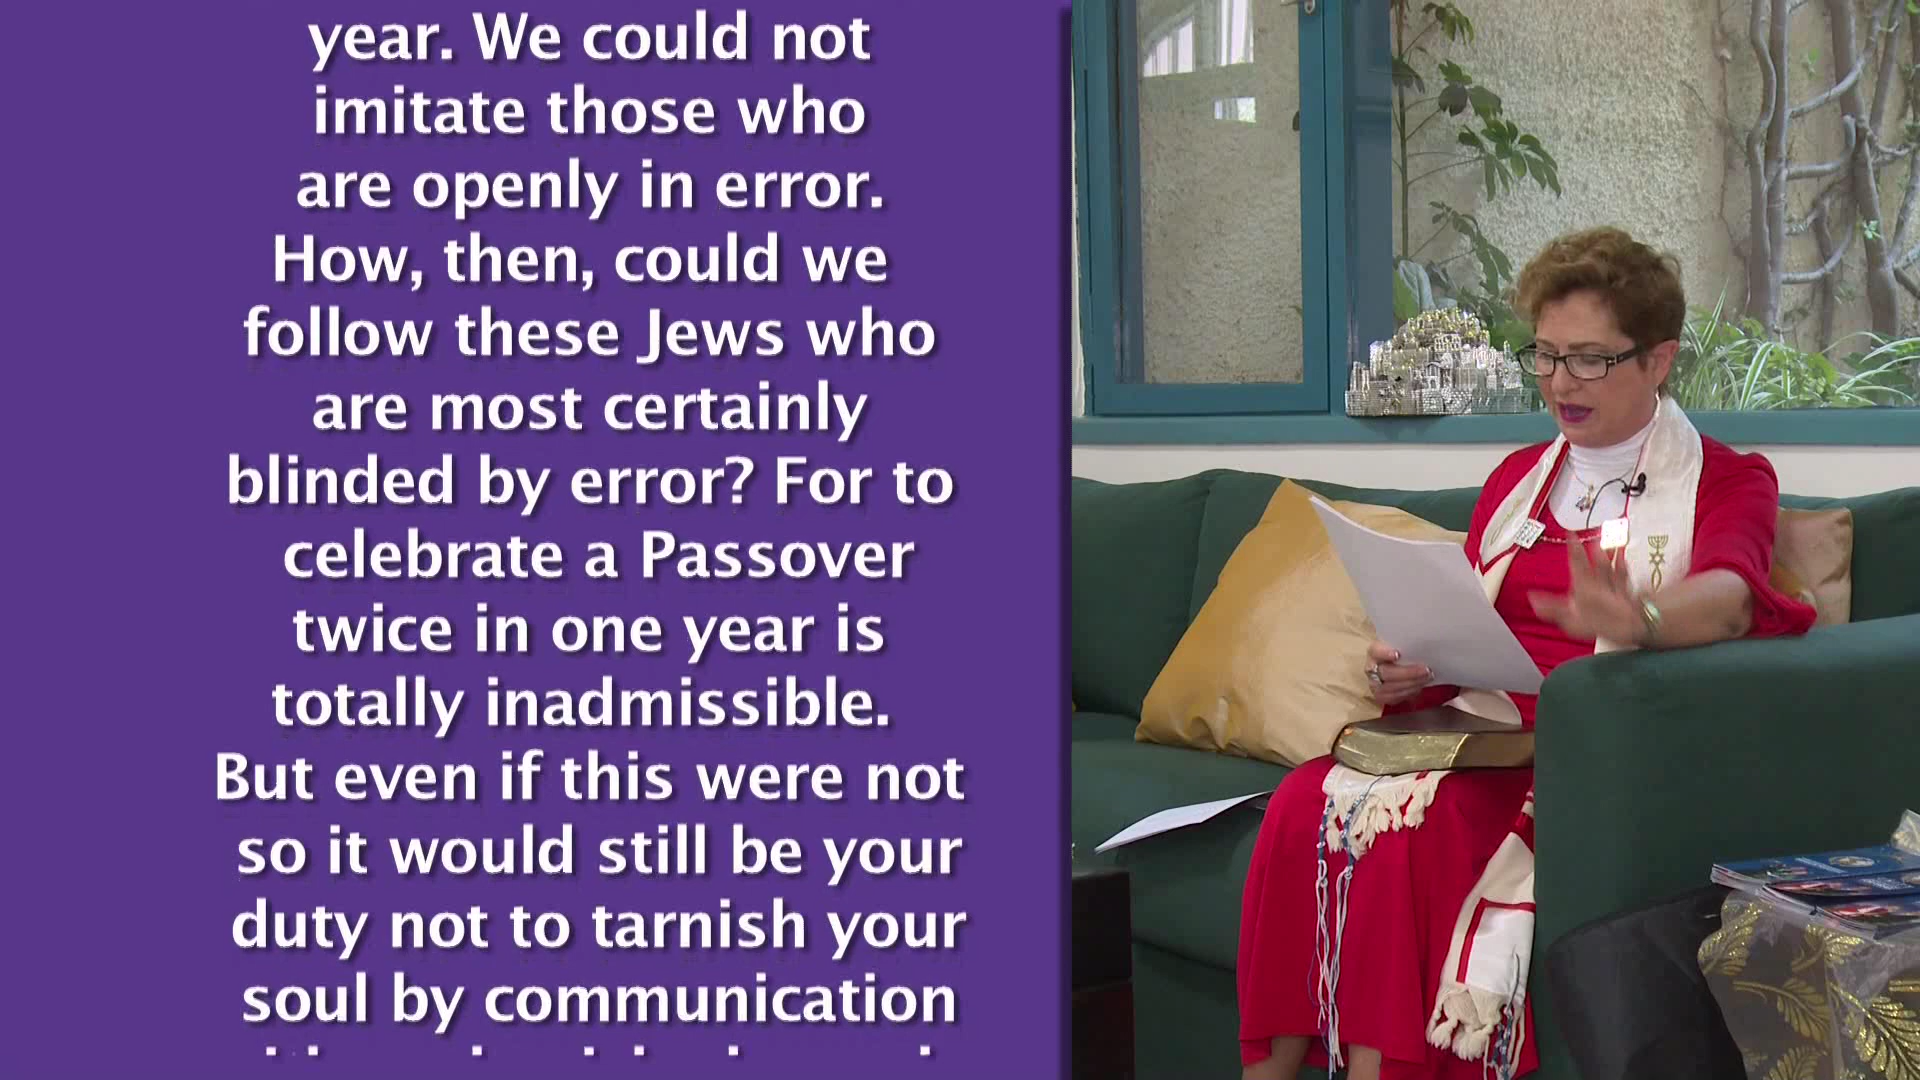 year. We could not
imitate those who
are openly in error.
How, then, could we
follow these Jews who
are most certainly
blinded by error? For to
celebrate a Passover
twice in one year is
totally inadmissible.
But even if this were not
so it would still be your
duty not to tarnish your
soul by communication